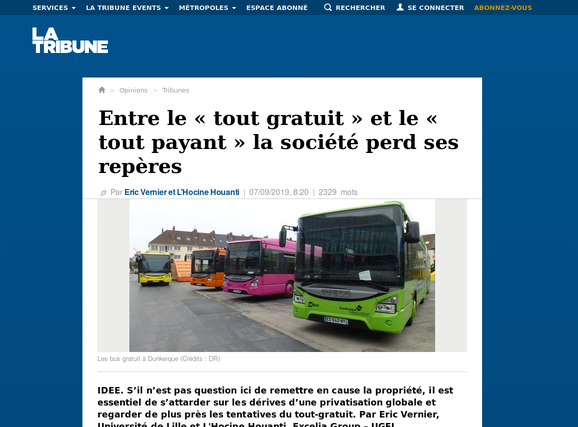 SERVICES LA TRIBUNE EVENTS MÉTROPOLES ESPACE ABONNÉ RECHERCHER SE CONNECTER ABONNEZ-VOUS
LA
TRIBUNE
> Opinions > Tribunes
Entre le « tout gratuit » et le «
tout payant » la société perd ses
repères
Par Eric Vernier et L'Hocine Houanti | 07/09/2019, 8:20 | 2329 mots
Les bus gratuit à Dunkerque (Crédits : DR)
IDEE. S'il n'est pas question ici de remettre en cause la propriété, il est
essentiel de s'attarder sur les dérives d'une privatisation globale et
regarder de plus près les tentatives du tout-gratuit. Par Eric Vernier,
Université de Lille et L'Hocine Houanti, Excelia Group – UGEI